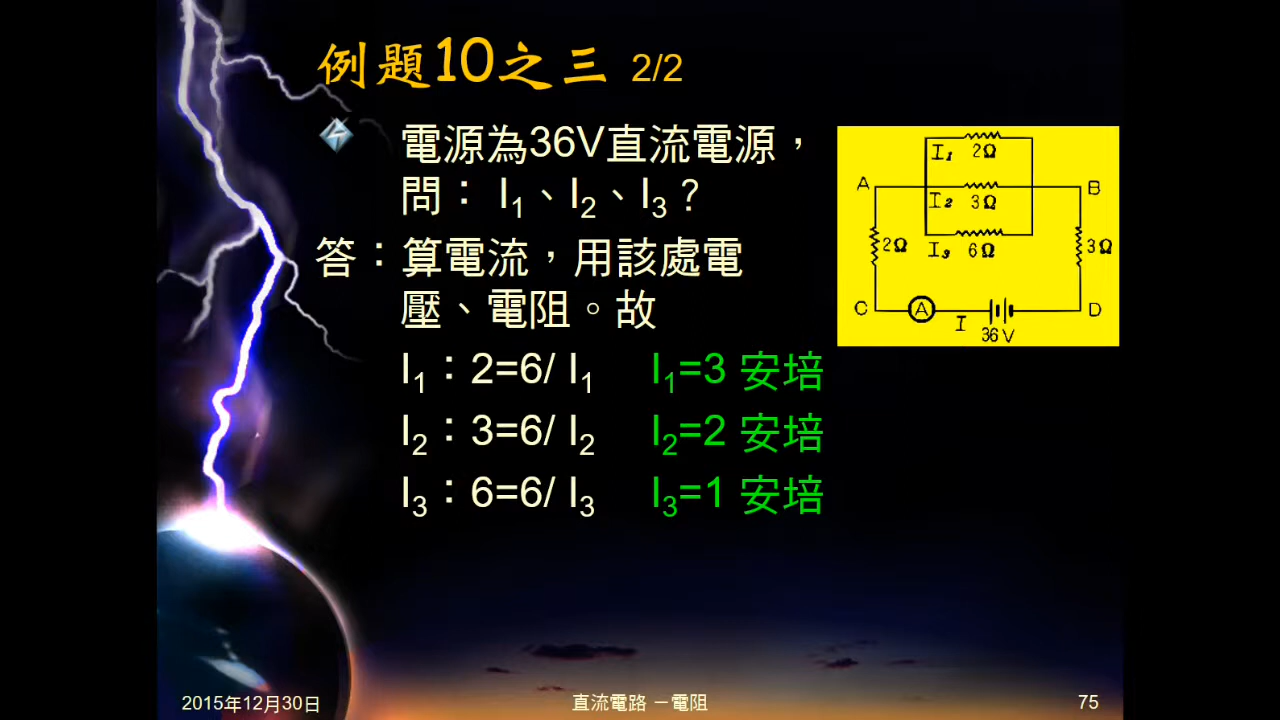 例題10之三 2/2
電源為36V直流電源，
問： I₁、I₂、I₃？
答：算電流，用該處電
壓、電阻。故
I₁：2=6/ I₁ I₁=3 安培
I₂：3=6/ I₂ I₂=2 安培
I₃：6=6/ I₃ I₃=1 安培
I₁ 2Ω
A I₂ 3Ω B
2Ω I₃ 6Ω 3Ω
C A I 36V D
2015年12月30日 直流電路 －電阻 75